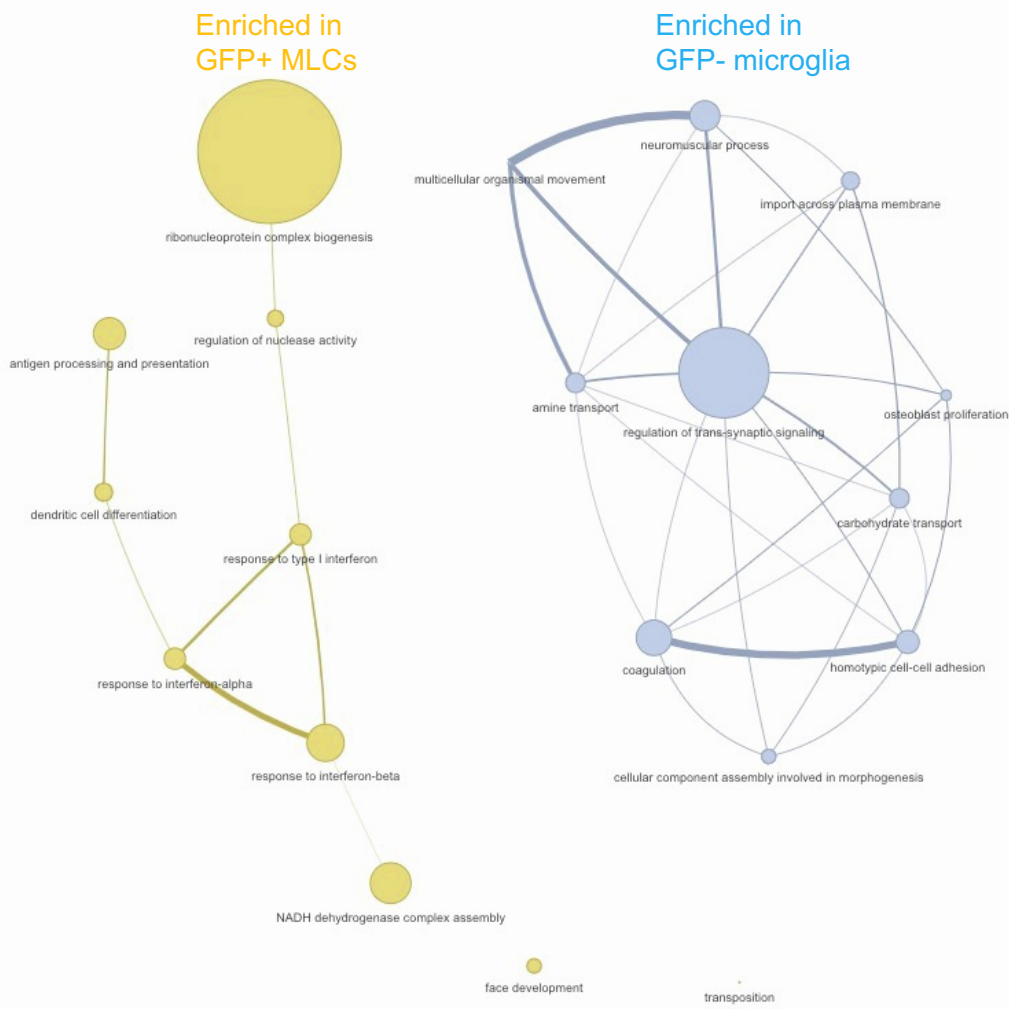 Enriched in
GFP+ MLCs
Enriched in
GFP- microglia
ribonucleoprotein complex biogenesis
regulation of nuclease activity
antigen processing and presentation
dendritic cell differentiation
response to type I interferon
response to interferon-alpha
response to interferon-beta
NADH dehydrogenase complex assembly
face development
neuromuscular process
multicellular organismal movement
import across plasma membrane
amine transport
osteoblast proliferation
regulation of trans-synaptic signaling
carbohydrate transport
coagulation
homotypic cell-cell adhesion
cellular component assembly involved in morphogenesis
transposition